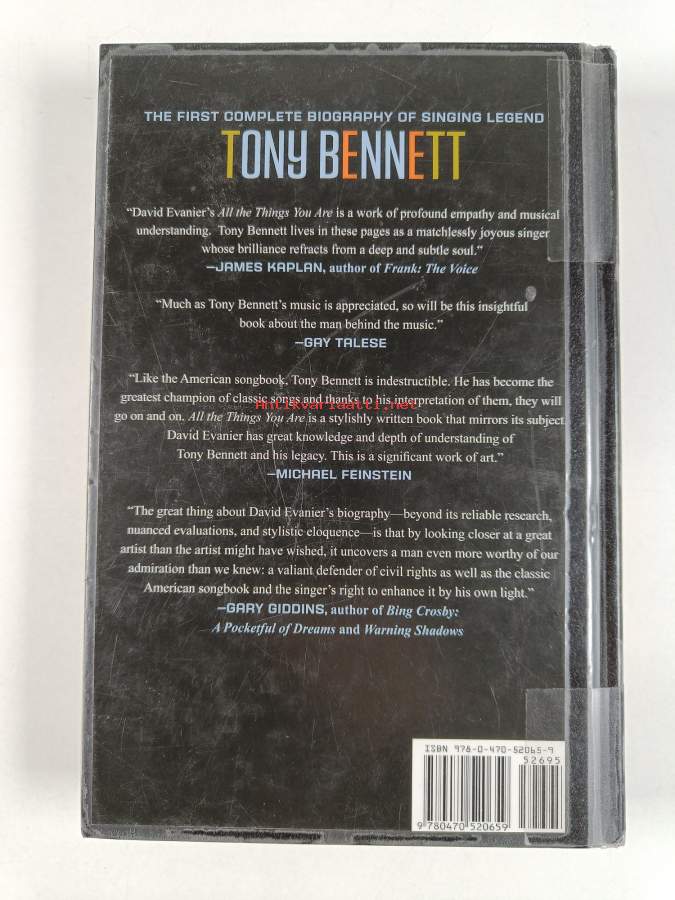 THE FIRST COMPLETE BIOGRAPHY OF SINGING LEGEND
TONY BENNETT
“David Evanier’s All the Things You Are is a work of profound empathy and musical
understanding. Tony Bennett lives in these pages as a matchlessly joyous singer
whose brilliance refracts from a deep and subtle soul.”
—JAMES KAPLAN, author of Frank: The Voice
“Much as Tony Bennett’s music is appreciated, so will be this insightful
book about the man behind the music.”
—GAY TALESE
“Like the American songbook, Tony Bennett is indestructible. He has become the
greatest champion of classic songs and thanks to his interpretation of them, they will
Antikvariaatti.net
go on and on. All the Things You Are is a stylishly written book that mirrors its subject.
David Evanier has great knowledge and depth of understanding of
Tony Bennett and his legacy. This is a significant work of art.”
—MICHAEL FEINSTEIN
“The great thing about David Evanier’s biography—beyond its reliable research,
nuanced evaluations, and stylistic eloquence—is that by looking closer at a great
artist than the artist might have wished, it uncovers a man even more worthy of our
admiration than we knew: a valiant defender of civil rights as well as the classic
American songbook and the singer’s right to enhance it by his own light.”
—GARY GIDDINS, author of Bing Crosby:
A Pocketful of Dreams and Warning Shadows
ISBN 978-0-470-52065-9
52695
9 780470 520659